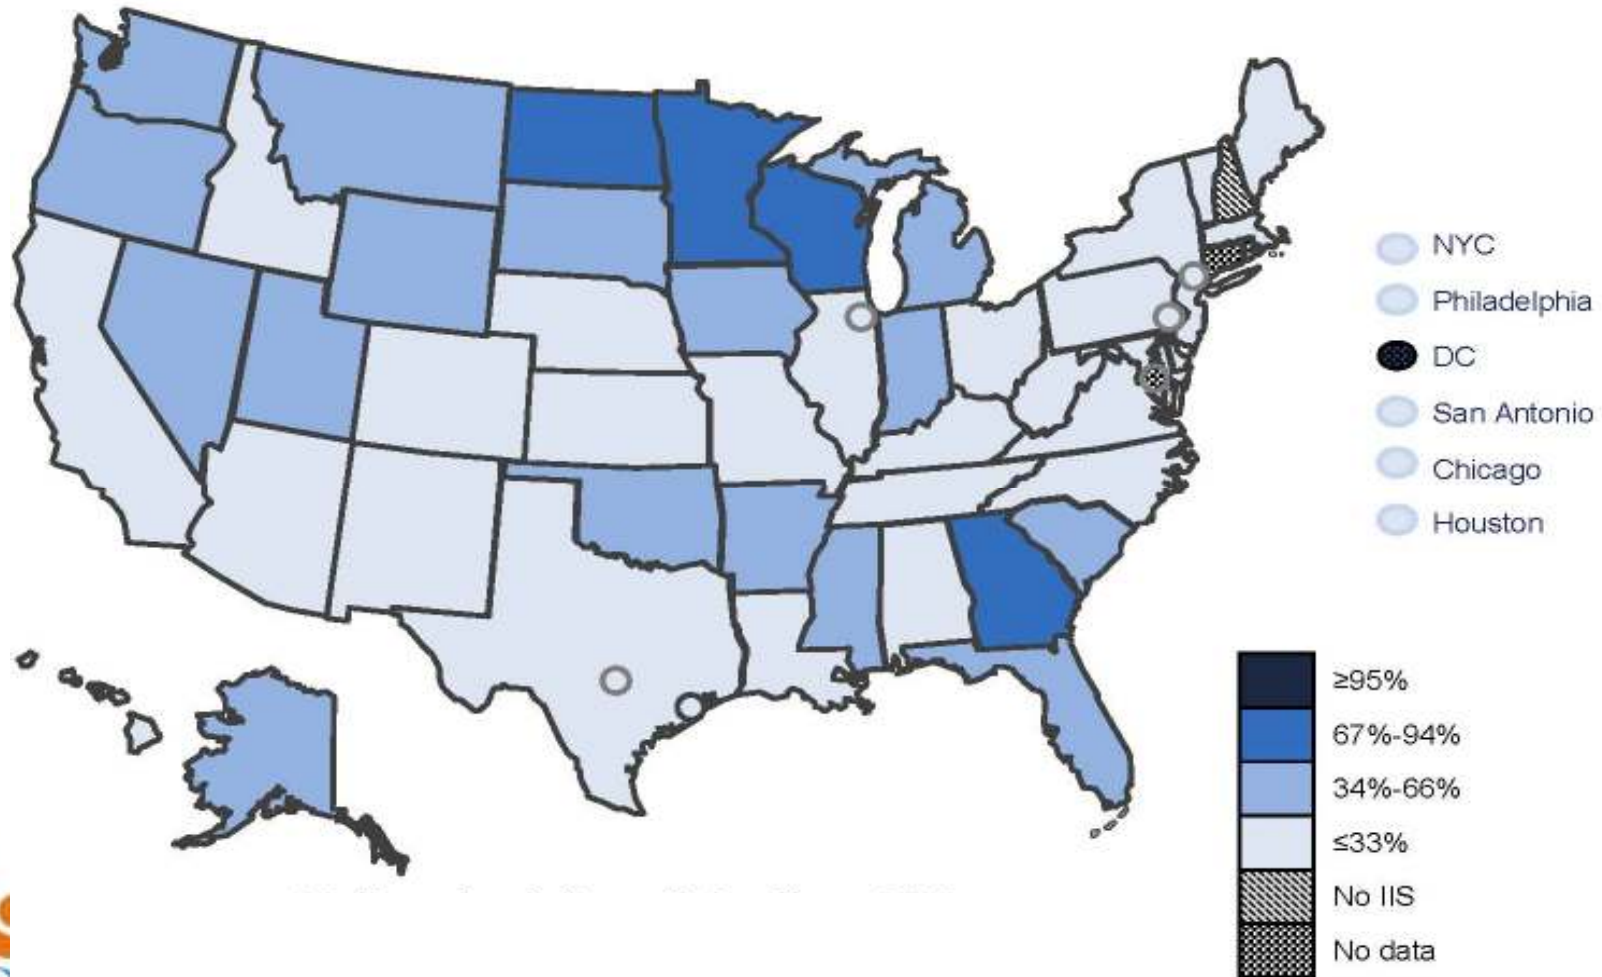 NYC
Philadelphia
DC
San Antonio
Chicago
Houston
≥95%
67%-94%
34%-66%
≤33%
No IIS
No data